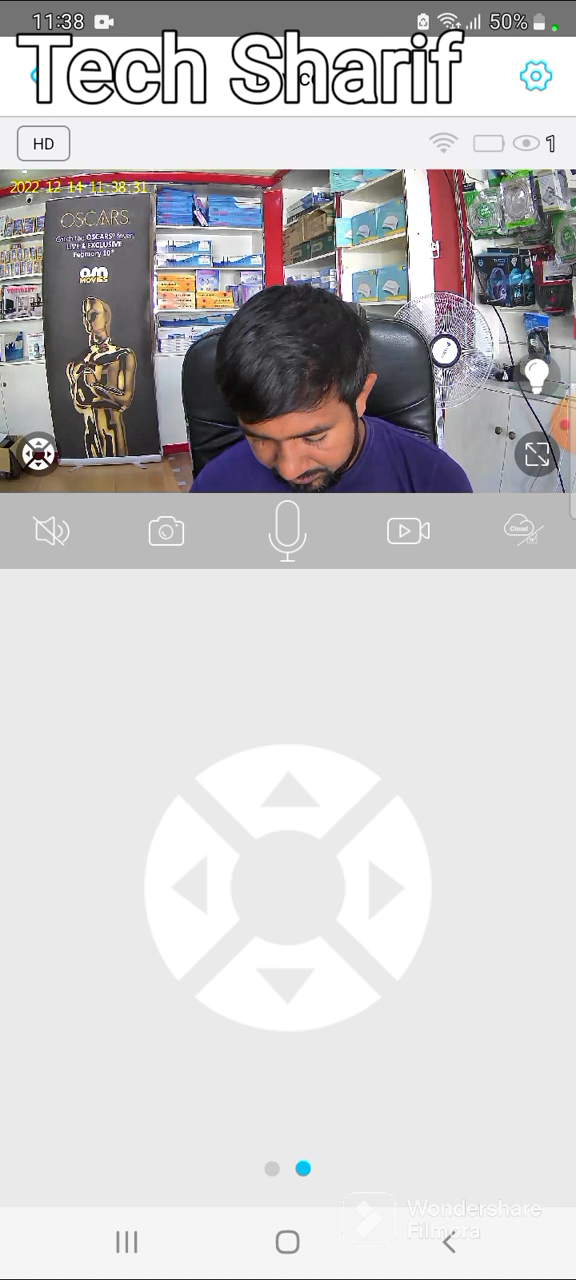 11:38
50%
Tech Sharif
HD
1
2022-12-14 11:38:31
OSCARS
LIVE & EXCLUSIVE
February 10
OSN
MOVIES
Cloud
Wondershare
Filmora